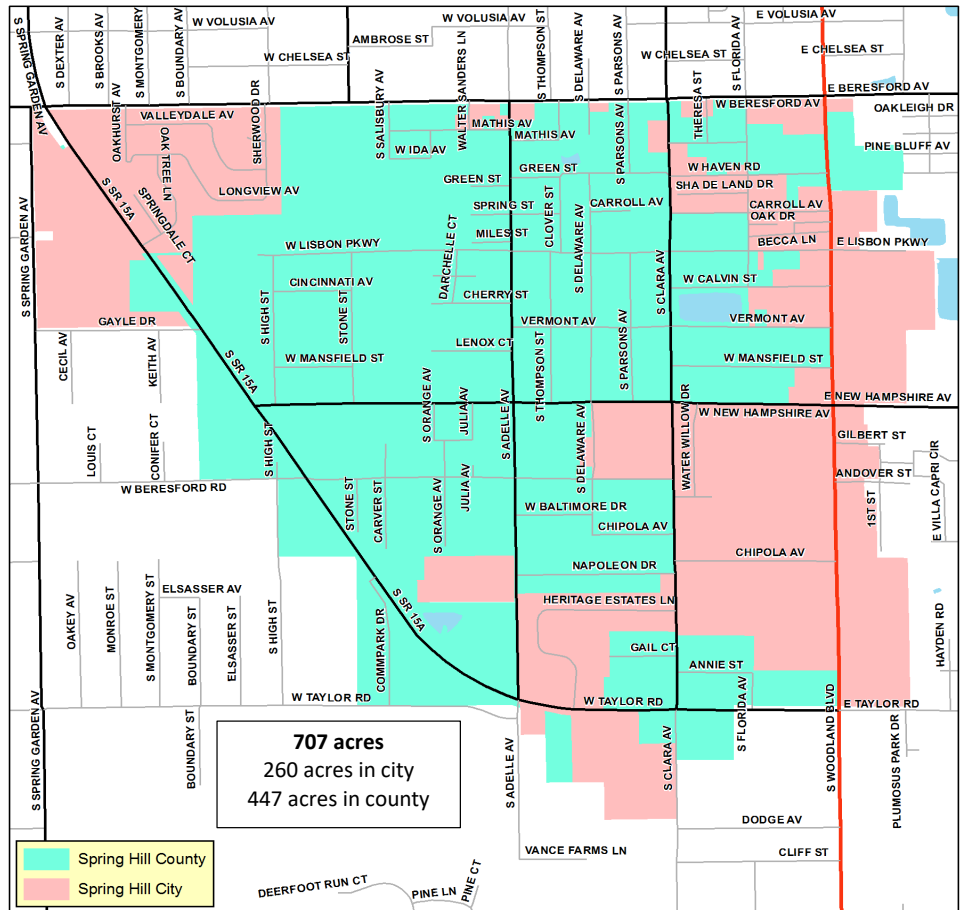 S SPRING GARDEN AV
S DEXTER AV
S BROOKS AV
S MONTGOMERY
S BOUNDARY AV
W VOLUSIA AV
W CHELSEA ST
AMBROSE ST
W VOLUSIA AV
WALTER SANDERS LN
S THOMPSON ST
S DELAWARE AV
S PARSONS AV
W CHELSEA ST
S FLORIDA AV
E VOLUSIA AV
E CHELSEA ST
E BERESFORD AV
OAKLEIGH DR
PINE BLUFF AV
W BERESFORD AV
THERESA ST
OAKHURST AV
VALLEYDALE AV
OAK TREE LN
SHERWOOD DR
LONGVIEW AV
S SALISBURY AV
W IDA AV
MATHIS AV
MATHIS AV
GREEN ST
GREEN ST
S PARSONS AV
W HAVEN RD
SHA DE LAND DR
S SR 15A
SPRINGDALE CT
SPRING ST
MILES ST
CLOVER ST
CARROLL AV
S DELAWARE AV
CARROLL AV
OAK DR
BECCA LN
E LISBON PKWY
S SPRING GARDEN AV
W LISBON PKWY
DARCHELLE CT
S CLARA AV
W CALVIN ST
CINCINNATI AV
CHERRY ST
GAYLE DR
S HIGH ST
STONE ST
VERMONT AV
VERMONT AV
CECIL AV
KEITH AV
S SR 15A
W MANSFIELD ST
LENOX CT
S THOMPSON ST
S PARSONS AV
W MANSFIELD ST
E NEW HAMPSHIRE AV
W NEW HAMPSHIRE AV
S ORANGE AV
JULIA AV
S ADELLE AV
S DELAWARE AV
WATER WILLOW DR
GILBERT ST
LOUIS CT
CONIFER CT
S HIGH ST
ANDOVER ST
E VILLA CAPRI CIR
W BERESFORD RD
STONE ST
CARVER ST
S ORANGE AV
JULIA AV
W BALTIMORE DR
CHIPOLA AV
1ST ST
CHIPOLA AV
NAPOLEON DR
OAKEY AV
MONROE ST
S MONTGOMERY ST
ELSASSER AV
BOUNDARY ST
ELSASSER ST
S HIGH ST
COMMPARK DR
S SR 15A
HERITAGE ESTATES LN
GAIL CT
ANNIE ST
HAYDEN RD
S SPRING GARDEN AV
W TAYLOR RD
W TAYLOR RD
S FLORIDA AV
S WOODLAND BLVD
E TAYLOR RD
BOUNDARY ST
S ADELLE AV
S CLARA AV
PLUMOSUS PARK DR
707 acres
260 acres in city
447 acres in county
DODGE AV
VANCE FARMS LN
CLIFF ST
Spring Hill County
Spring Hill City
DEERFOOT RUN CT
PINE LN
PINE CT